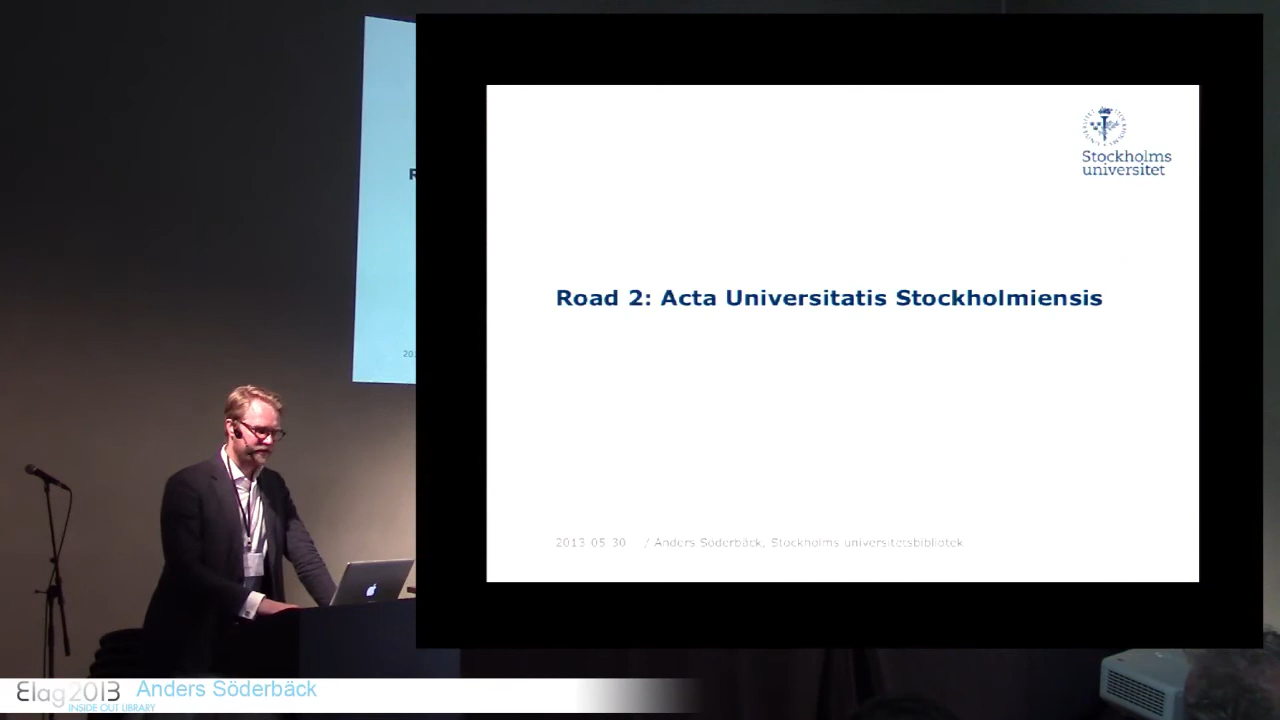 Stockholms
universitet
Road 2: Acta Universitatis Stockholmiensis
2013-05-30 / Anders Söderbäck, Stockholms universitetsbibliotek
R
20
Elag2013 Anders Söderbäck
INSIDE OUT LIBRARY